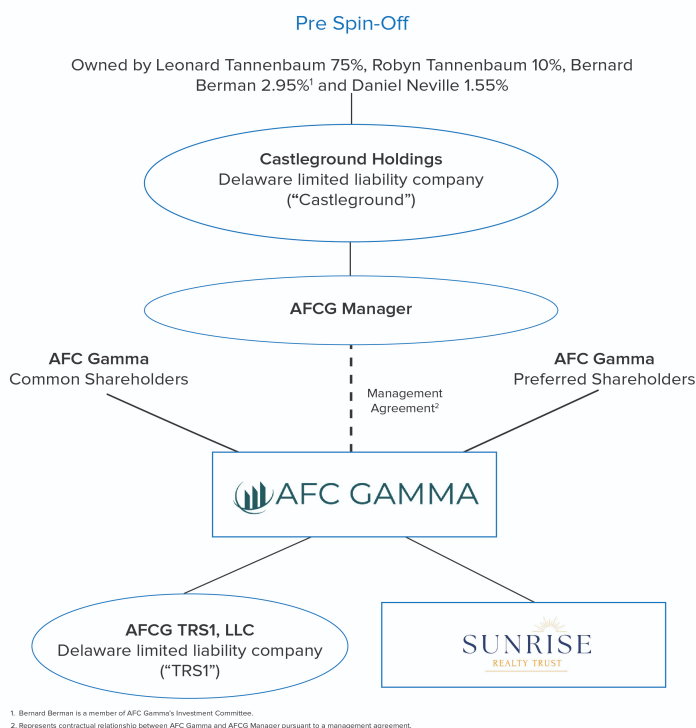 Pre Spin-Off
Owned by Leonard Tannenbaum 75%, Robyn Tannenbaum 10%, Bernard
Berman 2.95%¹ and Daniel Neville 1.55%
Castleground Holdings
Delaware limited liability company
(“Castleground”)
AFCG Manager
AFC Gamma
Common Shareholders
AFC Gamma
Preferred Shareholders
Management
Agreement²
AFC GAMMA
AFCG TRS1, LLC
Delaware limited liability company
(“TRS1”)
SUNRISE
REALTY TRUST
1. Bernard Berman is a member of AFC Gamma's Investment Committee.
2. Represents contractual relationship between AFC Gamma and AFCG Manager pursuant to a management agreement.